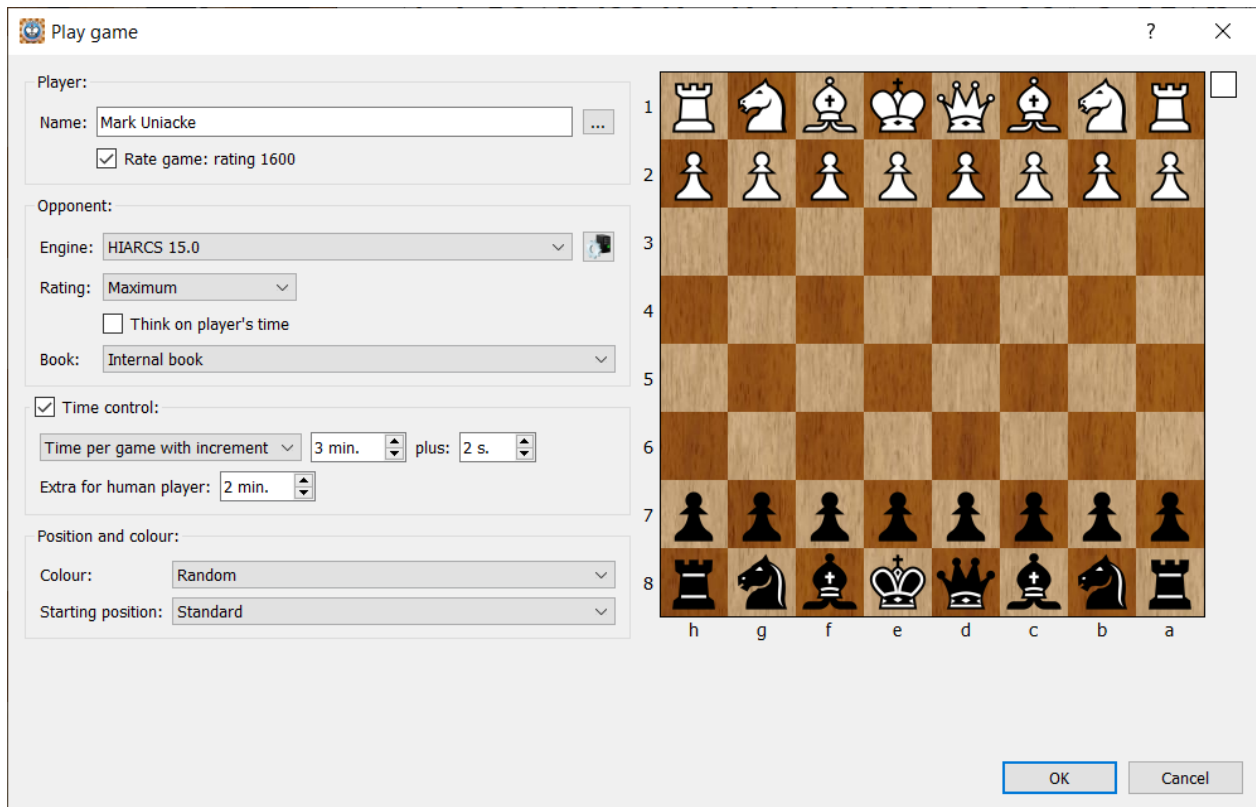 Play game
?
Player:
Name: Mark Uniacke ...
Rate game: rating 1600
Opponent:
Engine: HIARCS 15.0
Rating: Maximum
Think on player's time
Book: Internal book
Time control:
Time per game with increment 3 min. plus: 2 s.
Extra for human player: 2 min.
Position and colour:
Colour: Random
Starting position: Standard
1
2
3
4
5
6
7
8
h g f e d c b a
OK Cancel